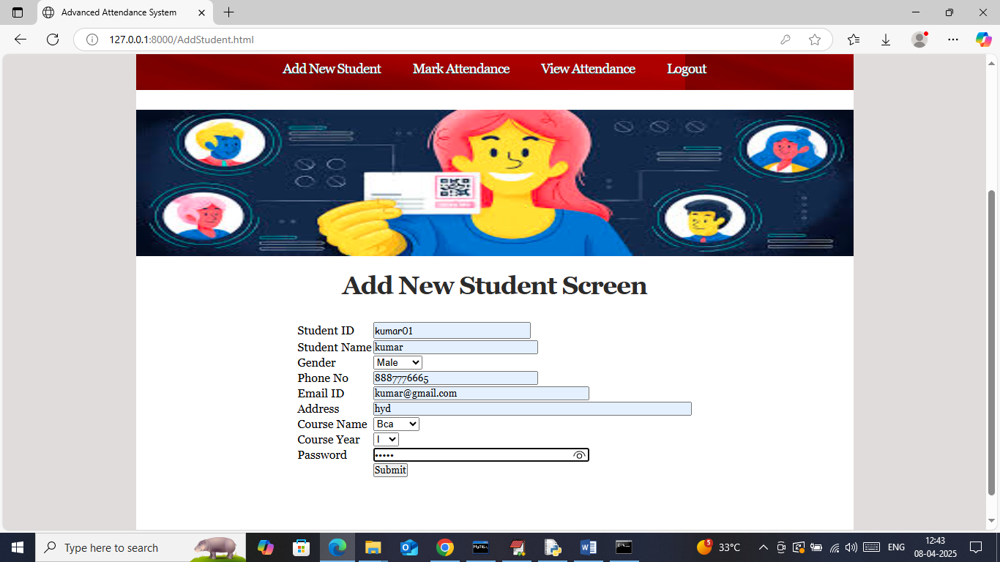 Advanced Attendance System
127.0.0.1:8000/AddStudent.html
Add New Student Mark Attendance View Attendance Logout
Add New Student Screen
Student ID kumar01
Student Name kumar
Gender Male
Phone No 8887776665
Email ID kumar@gmail.com
Address hyd
Course Name Bca
Course Year I
Password •••••
Submit
Type here to search 5 33°C ENG 12:43
08-04-2025